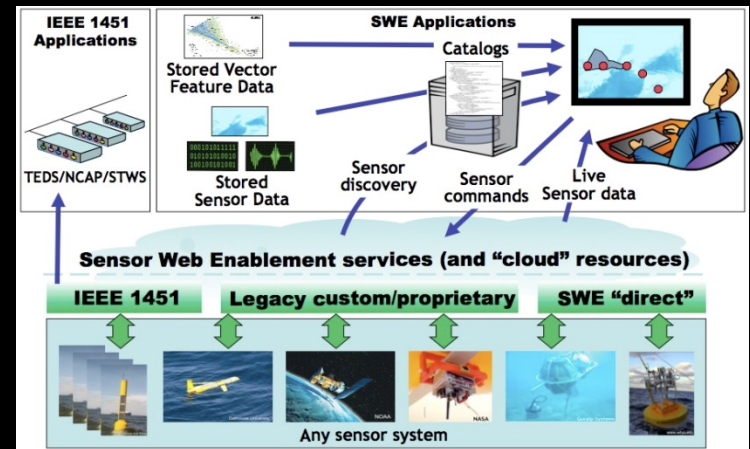 IEEE 1451
Applications
TEDS/NCAP/STWS
SWE Applications
Stored Vector
Feature Data
Catalogs
Stored
Sensor Data
Sensor
discovery
Sensor
commands
Live
Sensor data
Sensor Web Enablement services (and “cloud” resources)
IEEE 1451
Legacy custom/proprietary
SWE “direct”
NOAA
NASA
Any sensor system